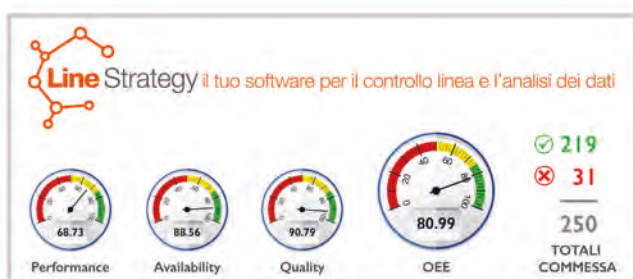 Line Strategy il tuo software per il controllo linea e l'analisi dei dati
219
31
250
TOTALI
COMMESSA
68.73
88.56
90.79
80.99
Performance
Availability
Quality
OEE